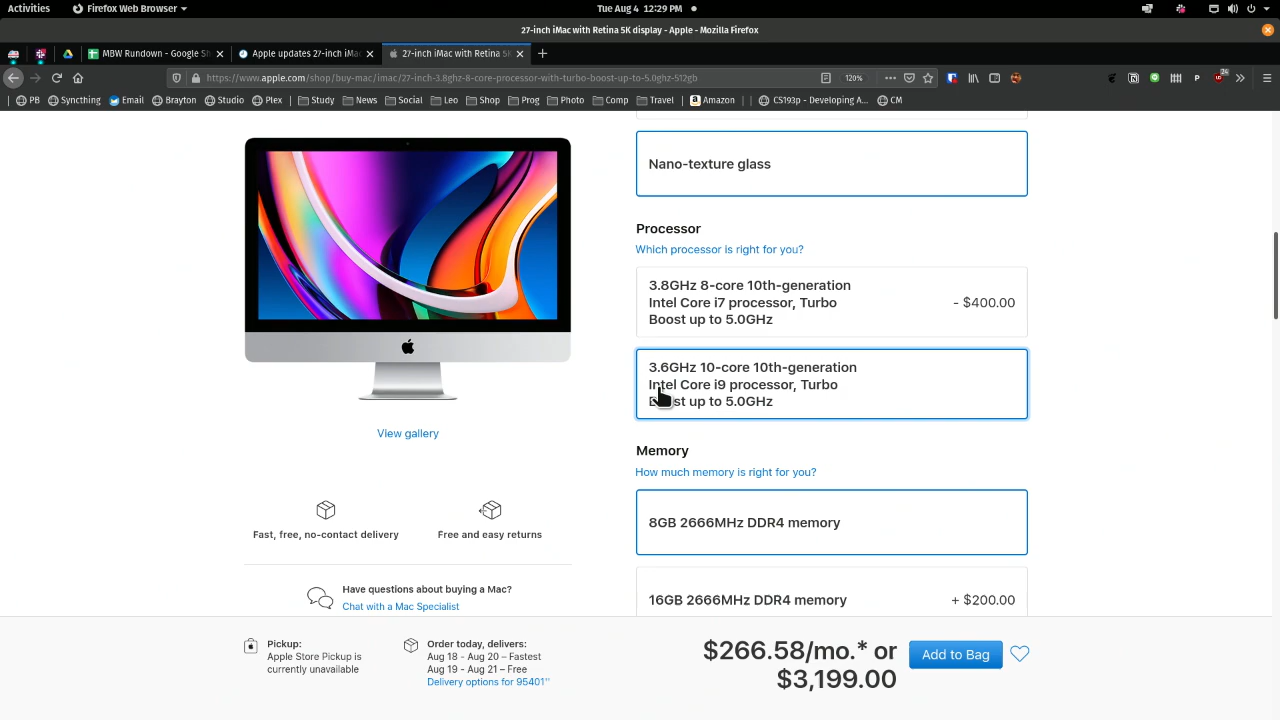 Activities
Firefox Web Browser
Tue Aug 4 12:29 PM
27-inch iMac with Retina 5K display - Apple - Mozilla Firefox
MBW Rundown - Google Sh
Apple updates 27-inch iMac
27-inch iMac with Retina 5K
https://www.apple.com/shop/buy-mac/imac/27-inch-3.8ghz-8-core-processor-with-turbo-boost-up-to-5.0ghz-512gb
120%
24
PB
Syncthing
Email
Brayton
Studio
Plex
Study
News
Social
Leo
Shop
Prog
Photo
Comp
Travel
Amazon
CS193p - Developing A...
CM
Nano-texture glass
Processor
Which processor is right for you?
3.8GHz 8-core 10th-generation
Intel Core i7 processor, Turbo
Boost up to 5.0GHz
- $400.00
3.6GHz 10-core 10th-generation
Intel Core i9 processor, Turbo
Boost up to 5.0GHz
Memory
How much memory is right for you?
8GB 2666MHz DDR4 memory
16GB 2666MHz DDR4 memory
+ $200.00
View gallery
Fast, free, no-contact delivery
Free and easy returns
Have questions about buying a Mac?
Chat with a Mac Specialist
Pickup:
Apple Store Pickup is
currently unavailable
Order today, delivers:
Aug 18 - Aug 20 – Fastest
Aug 19 - Aug 21 – Free
Delivery options for 95401
$266.58/mo.* or
$3,199.00
Add to Bag